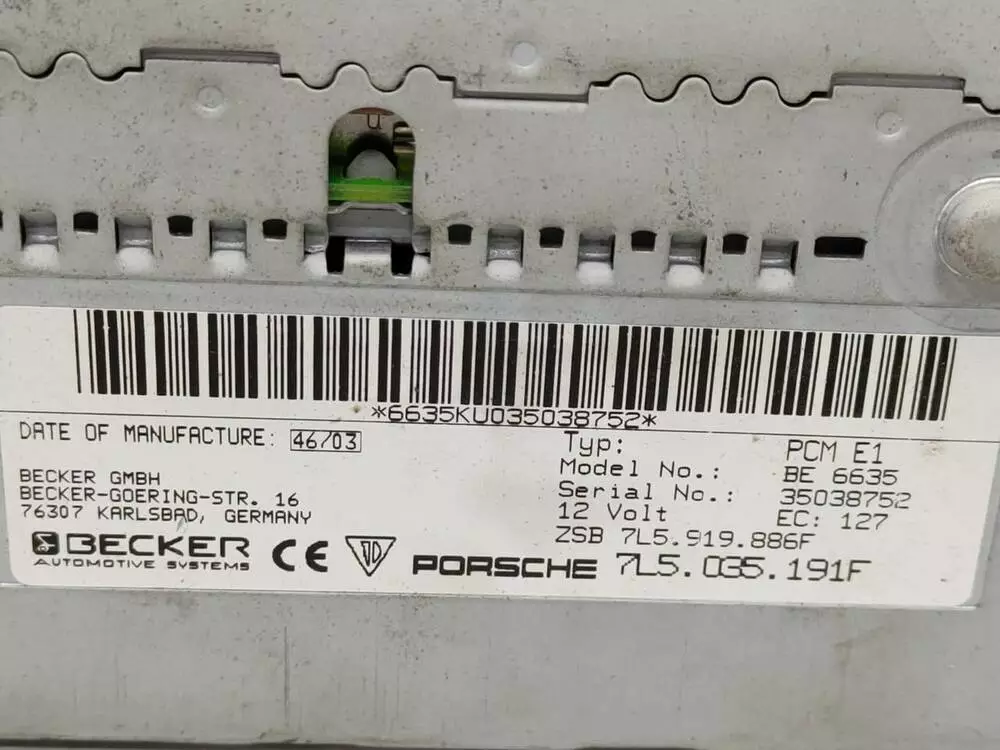 *6635KU035038752*
DATE OF MANUFACTURE: 46/03
BECKER GMBH
BECKER-GOERING-STR. 16
76307 KARLSBAD, GERMANY
BECKER
AUTOMOTIVE SYSTEMS
CE
Typ: PCM E1
Model No.: BE 6635
Serial No.: 35038752
12 Volt EC: 127
ZSB 7L5.919.886F
PORSCHE 7L5.035.191F